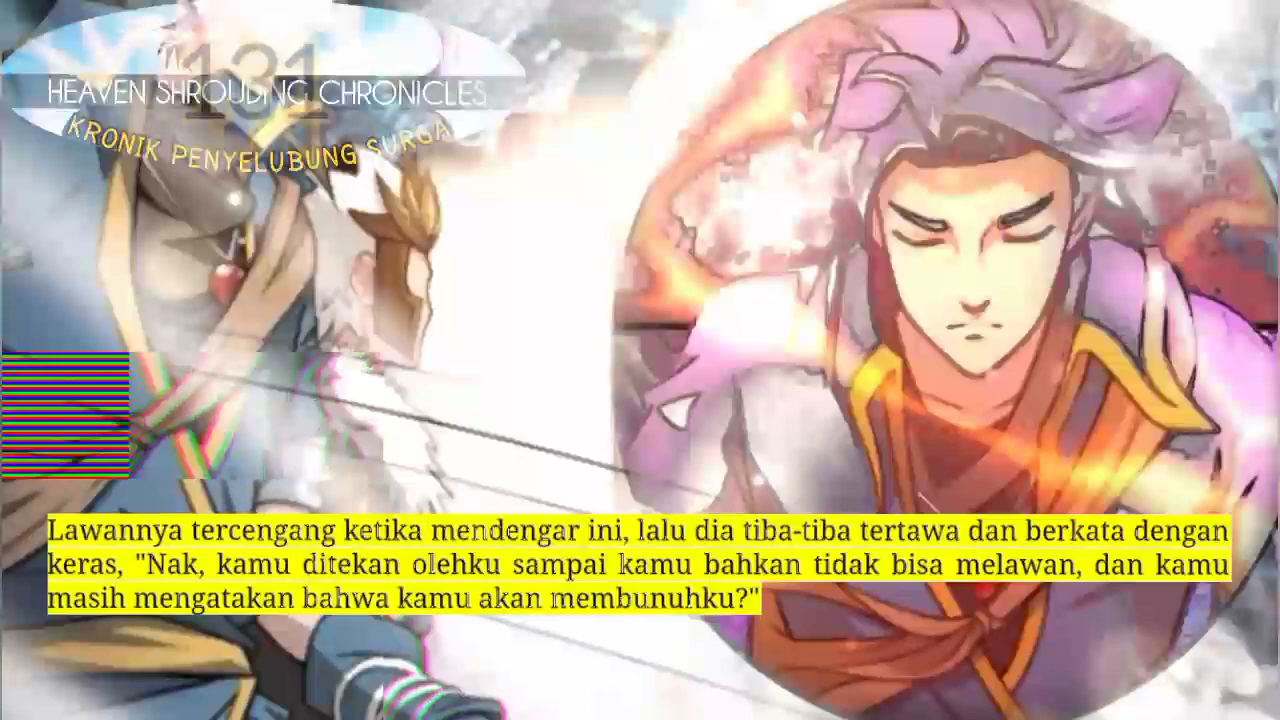 131
HEAVEN SHROUDING CHRONICLES
KRONIK PENYELUBUNG SURGA
Lawannya tercengang ketika mendengar ini, lalu dia tiba-tiba tertawa dan berkata dengan
keras, "Nak, kamu ditekan olehku sampai kamu bahkan tidak bisa melawan, dan kamu
masih mengatakan bahwa kamu akan membunuhku?"